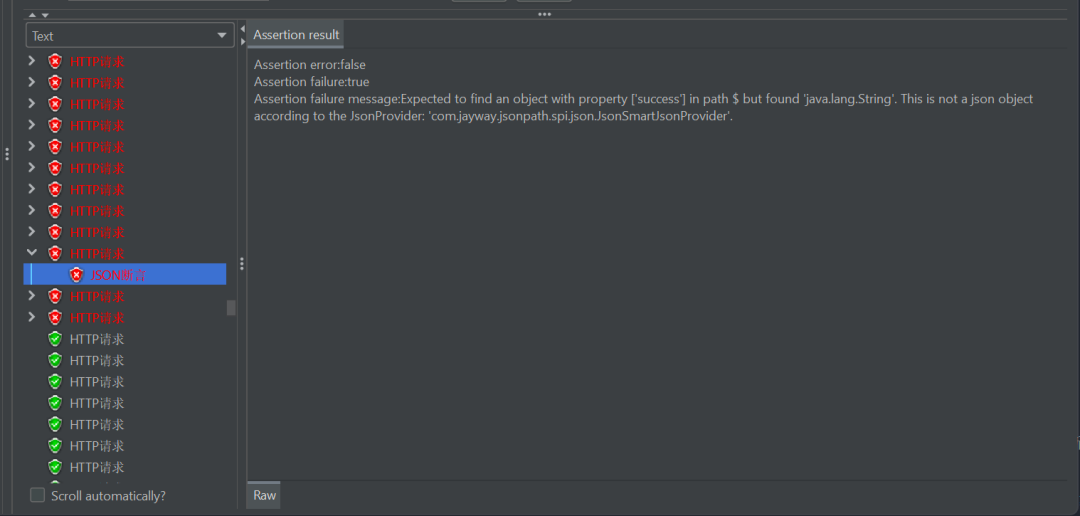 Text
Assertion result
HTTP请求
HTTP请求
HTTP请求
HTTP请求
HTTP请求
HTTP请求
HTTP请求
HTTP请求
HTTP请求
HTTP请求
JSON断言
HTTP请求
HTTP请求
HTTP请求
HTTP请求
HTTP请求
HTTP请求
HTTP请求
HTTP请求
HTTP请求
Scroll automatically?
Assertion error:false
Assertion failure:true
Assertion failure message:Expected to find an object with property ['success'] in path $ but found 'java.lang.String'. This is not a json object
according to the JsonProvider: 'com.jayway.jsonpath.spi.json.JsonSmartJsonProvider'.
Raw